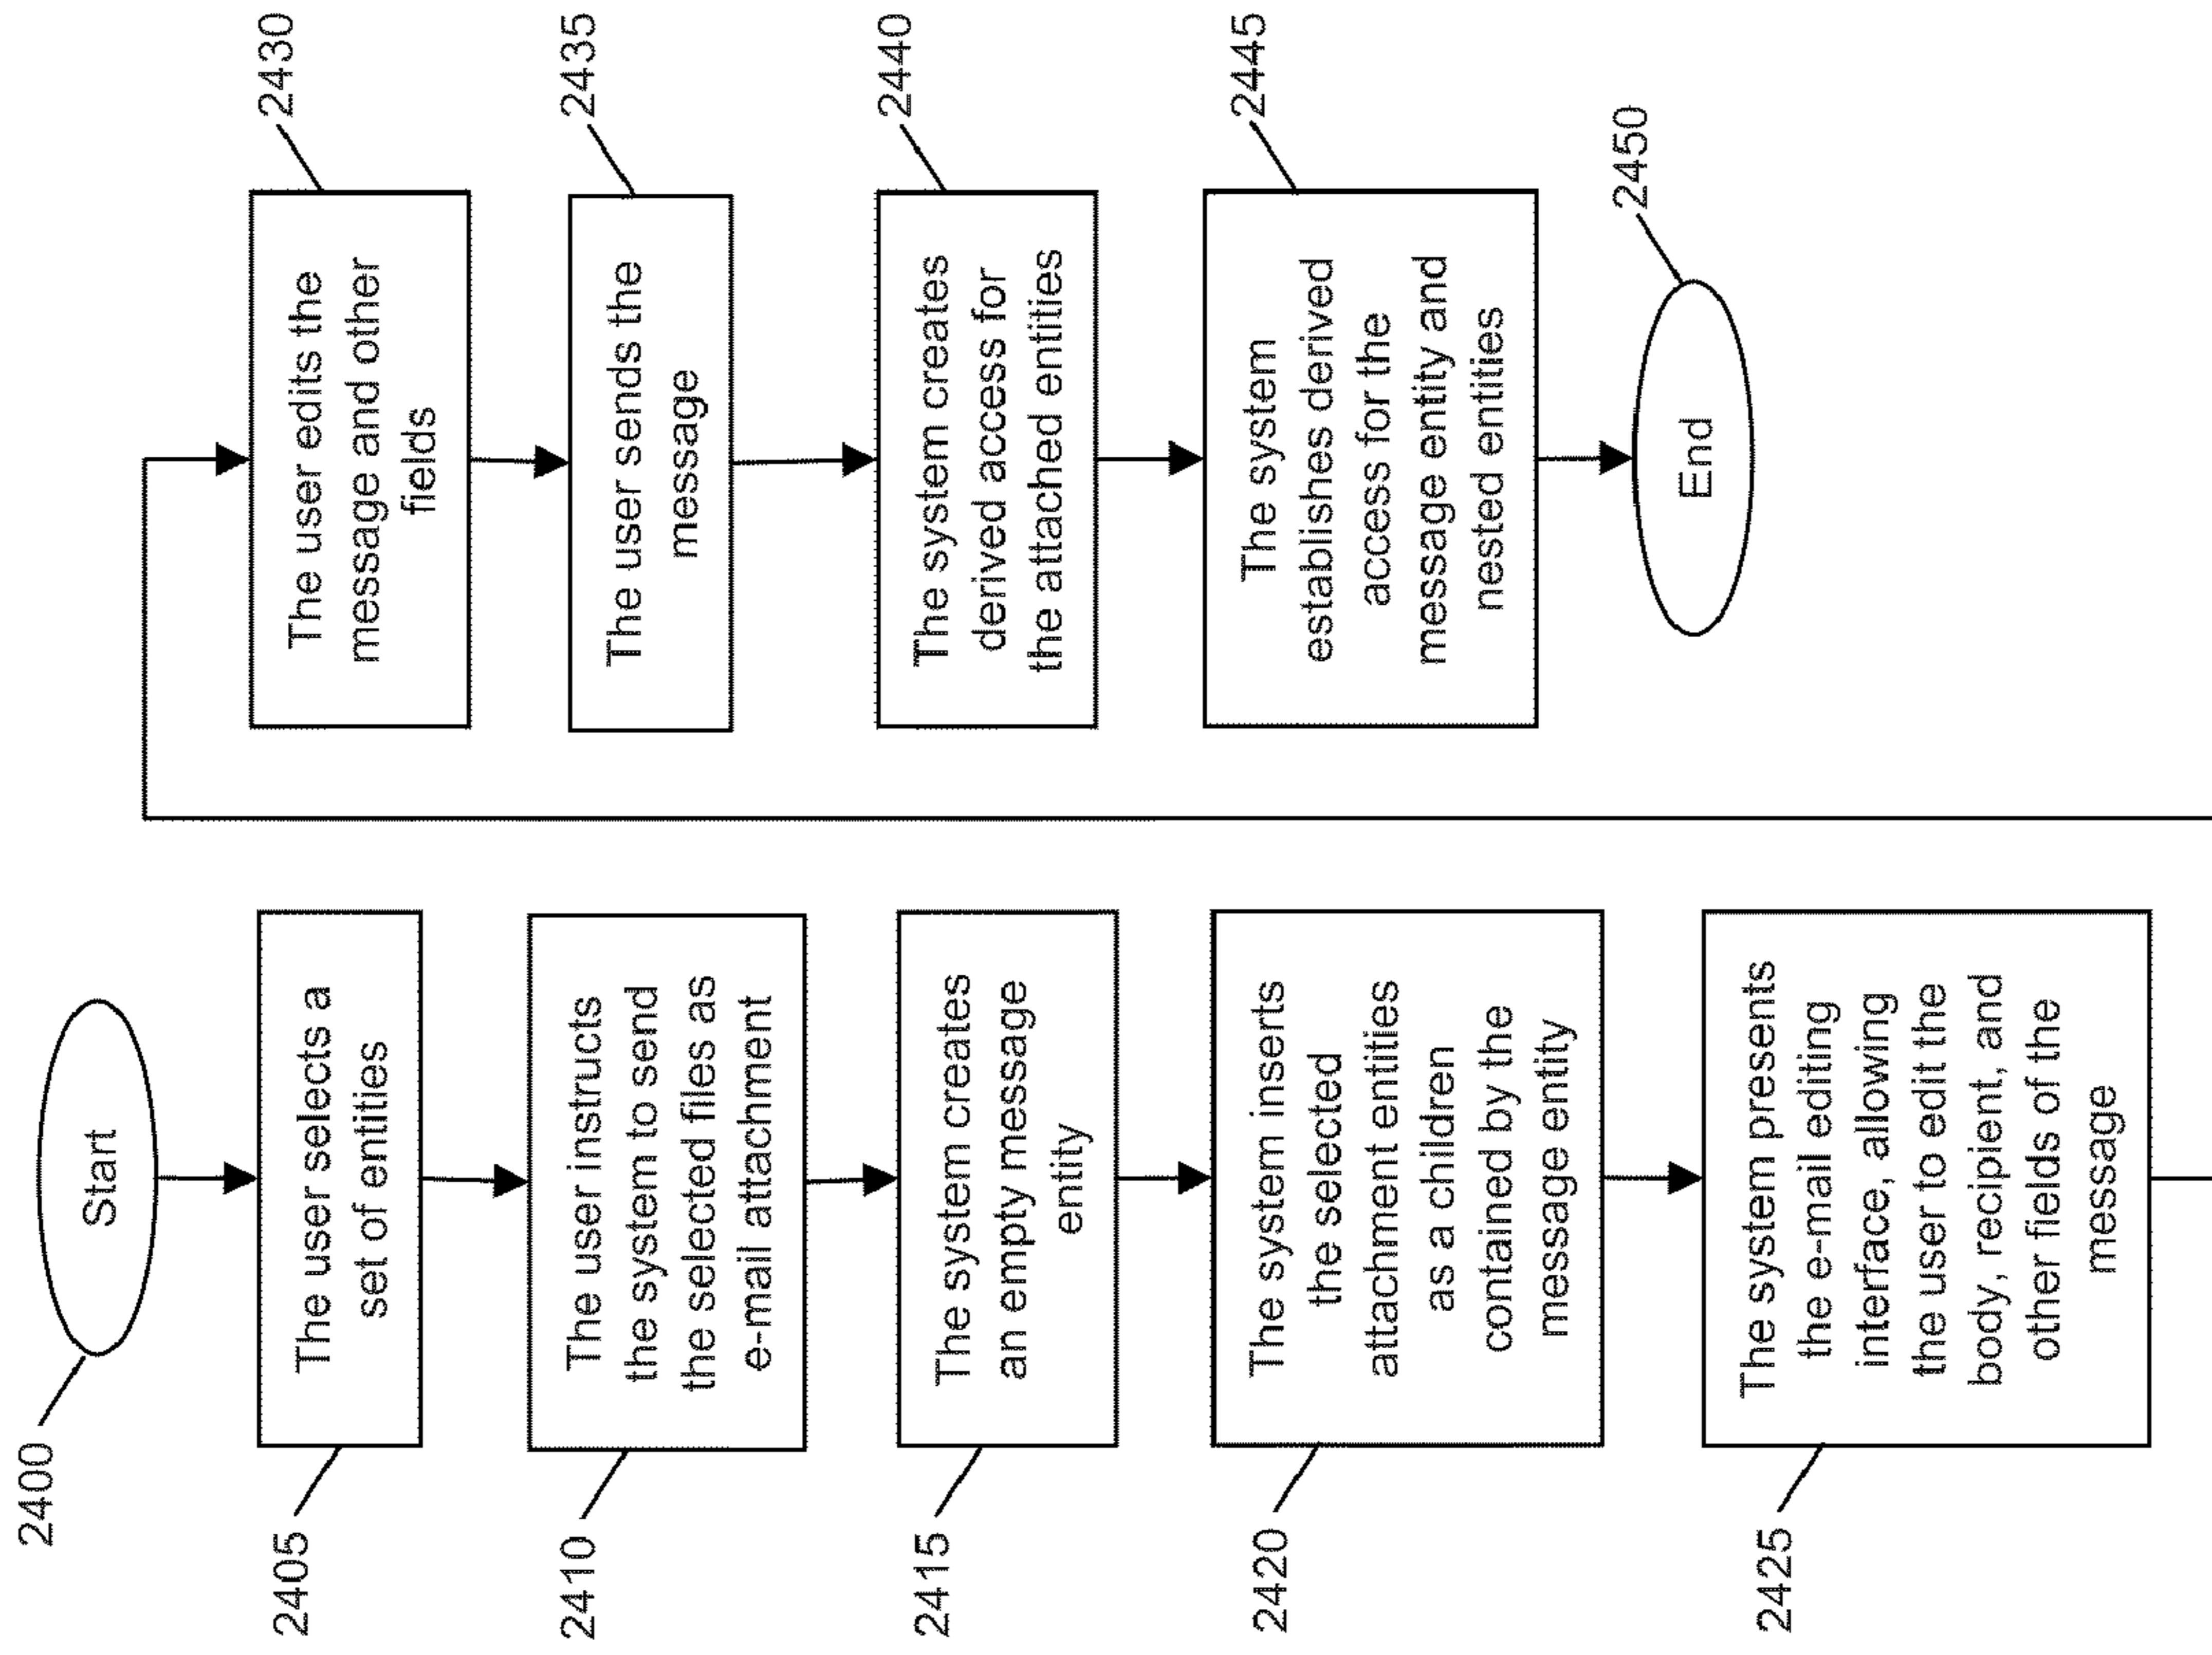 2400
Start
2405
The user selects a
set of entities
2410
The user instructs
the system to send
the selected files as
e-mail attachment
2415
The system creates
an empty message
entity
2420
The system inserts
the selected
attachment entities
as a children
contained by the
message entity
2425
The system presents
the e-mail editing
interface, allowing
the user to edit the
body, recipient, and
other fields of the
message
2430
The user edits the
message and other
fields
2435
The user sends the
message
2440
The system creates
derived access for
the attached entities
2445
The system
establishes derived
access for the
message entity and
nested entities
2450
End